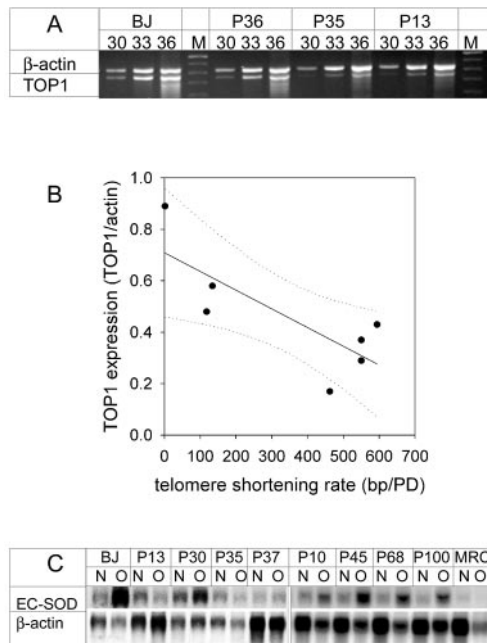 A
BJ P36 P35 P13
30 33 36 M 30 33 36 30 33 36 30 33 36 M
β-actin
TOP1
B
TOP1 expression (TOP1/actin)
1.0
0.8
0.6
0.4
0.2
0.0
0 100 200 300 400 500 600 700
telomere shortening rate (bp/PD)
C
BJ P13 P30 P35 P37 P10 P45 P68 P100 MRC
N O N O N O N O N O N O N O N O N O N O
EC-SOD
β-actin